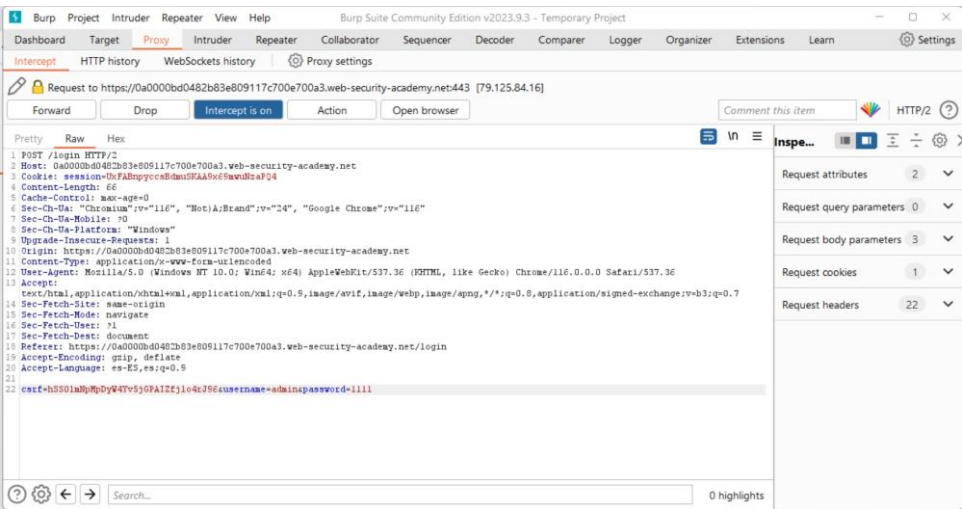 Burp Project Intruder Repeater View Help Burp Suite Community Edition v2023.9.3 - Temporary Project
Dashboard Target Proxy Intruder Repeater Collaborator Sequencer Decoder Comparer Logger Organizer Extensions Learn Settings
Intercept HTTP history WebSockets history Proxy settings
Request to https://0a0000bd0482b83e809117c700e700a3.web-security-academy.net:443 [79.125.84.16]
Forward Drop Intercept is on Action Open browser Comment this item HTTP/2
Pretty Raw Hex \n Inspe...
1 POST /login HTTP/2
2 Host: 0a0000bd0482b83e809117c700e700a3.web-security-academy.net
3 Cookie:
4 Content-Length: 66
5 Cache-Control: max-age=0
6 Sec-Ch-Ua: "Chromium";v="116", "Not)A;Brand";v="24", "Google Chrome";v="116"
7 Sec-Ch-Ua-Mobile: ?0
8 Sec-Ch-Ua-Platform: "Windows"
9 Upgrade-Insecure-Requests: 1
10 Origin: https://0a0000bd0482b83e809117c700e700a3.web-security-academy.net
11 Content-Type: application/x-www-form-urlencoded
12 User-Agent: Mozilla/5.0 (Windows NT 10.0; Win64; x64) AppleWebKit/537.36 (KHTML, like Gecko) Chrome/116.0.0.0 Safari/537.36
13 Accept:
text/html,application/xhtml+xml,application/xml;q=0.9,image/avif,image/webp,image/apng,*/*;q=0.8,application/signed-exchange;v=b3;q=0.7
14 Sec-Fetch-Site: same-origin
15 Sec-Fetch-Mode: navigate
16 Sec-Fetch-User: ?1
17 Sec-Fetch-Dest: document
18 Referer: https://0a0000bd0482b83e809117c700e700a3.web-security-academy.net/login
19 Accept-Encoding: gzip, deflate
20 Accept-Language: es-ES,es;q=0.9
21
22 &username=admin&password=1111
Request attributes 2
Request query parameters 0
Request body parameters 3
Request cookies 1
Request headers 22
Search... 0 highlights